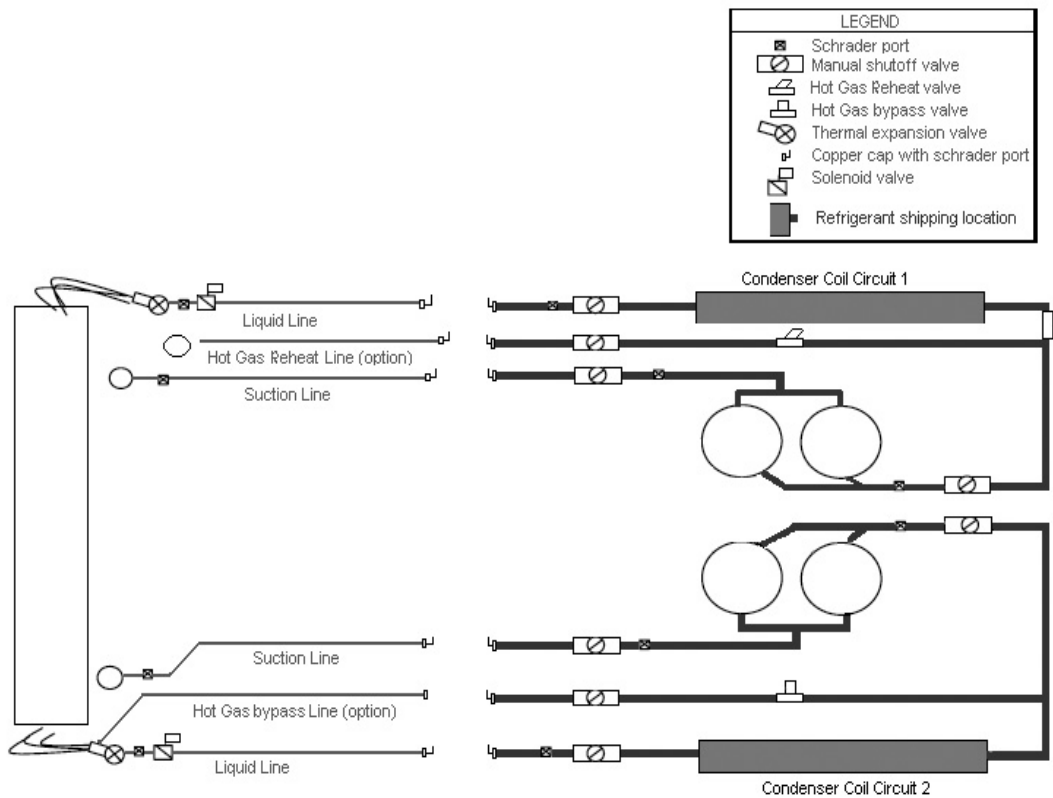 LEGEND
Schrader port
Manual shutoff valve
Hot Gas Reheat valve
Hot Gas bypass valve
Thermal expansion valve
Copper cap with schrader port
Solenoid valve
Refrigerant shipping location
Condenser Coil Circuit 1
Liquid Line
Hot Gas Reheat Line (option)
Suction Line
Suction Line
Hot Gas bypass Line (option)
Liquid Line
Condenser Coil Circuit 2